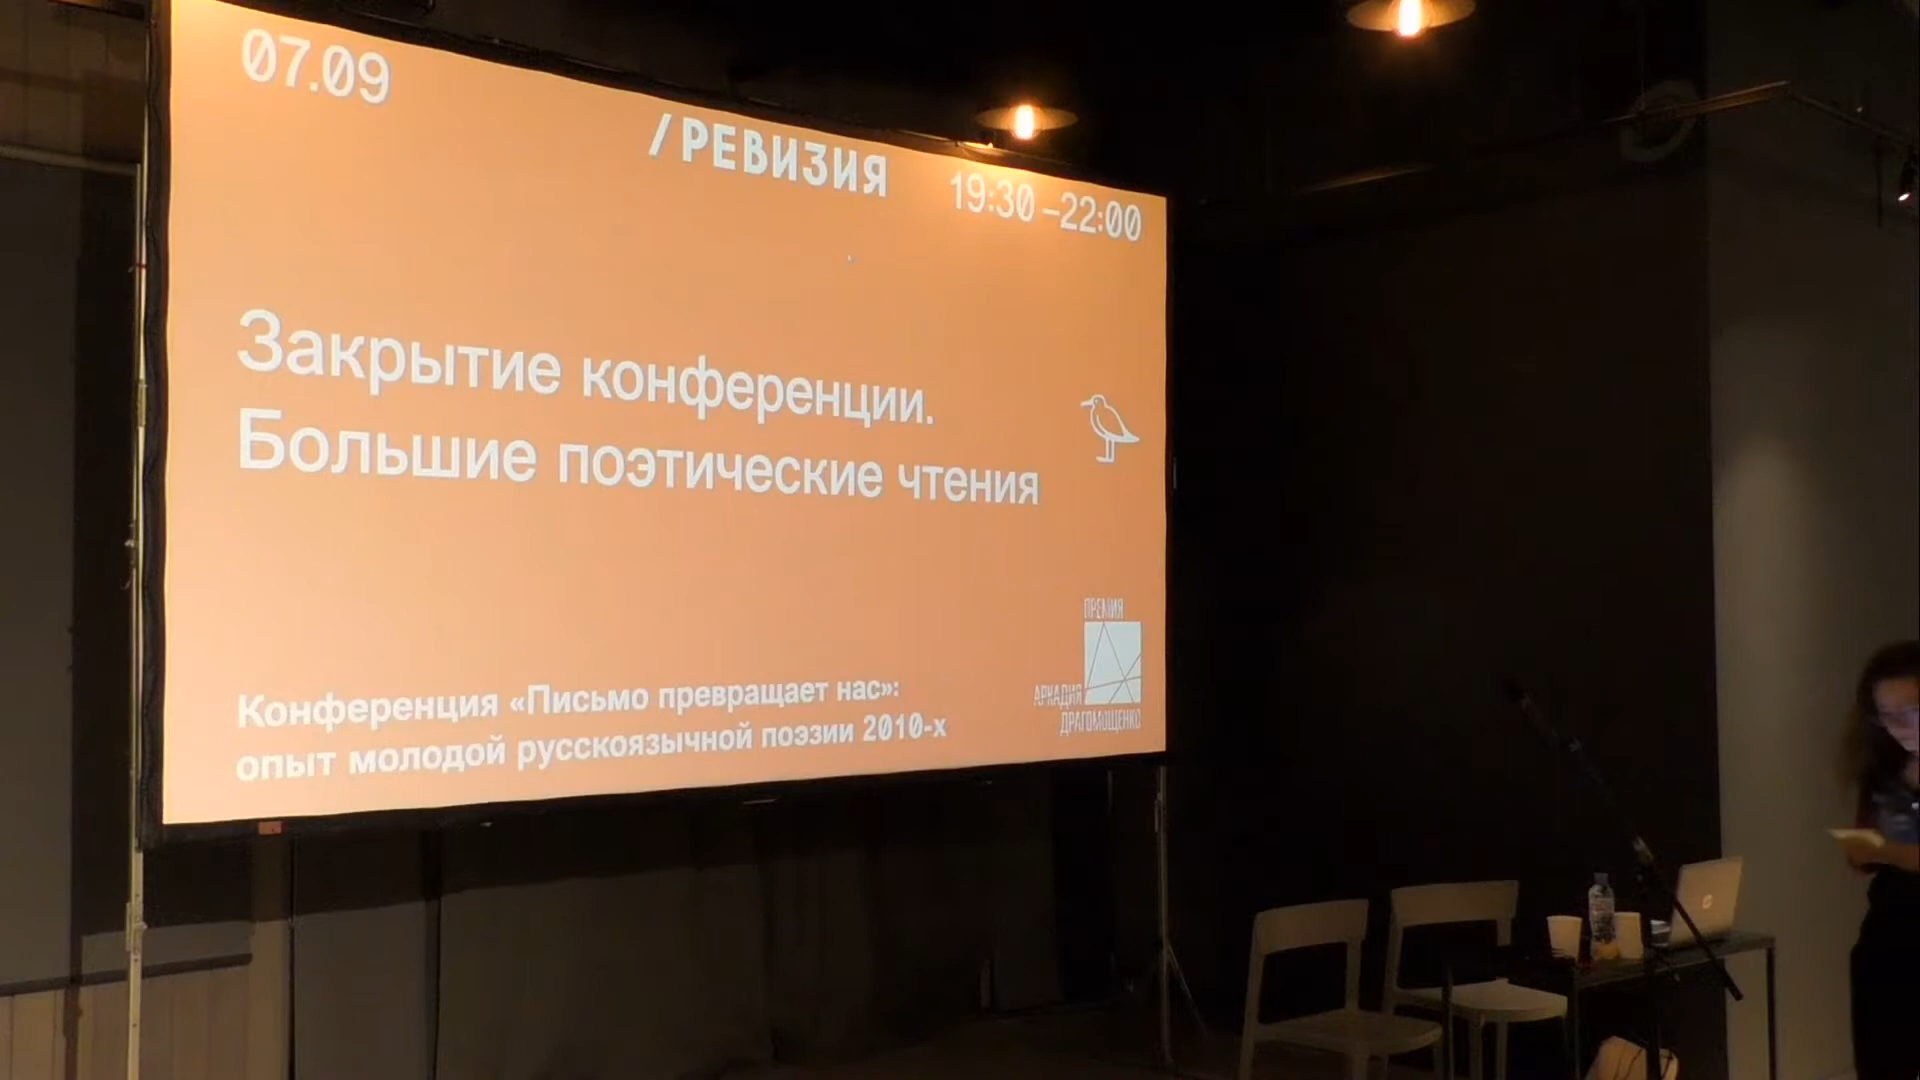 07.09
/РЕВИЗИЯ
19:30–22:00
Закрытие конференции.
Большие поэтические чтения
ПРЕМИЯ
АРКАДИЯ
ДРАГОМОЩЕНКО
Конференция «Письмо превращает нас»:
опыт молодой русскоязычной поэзии 2010-х